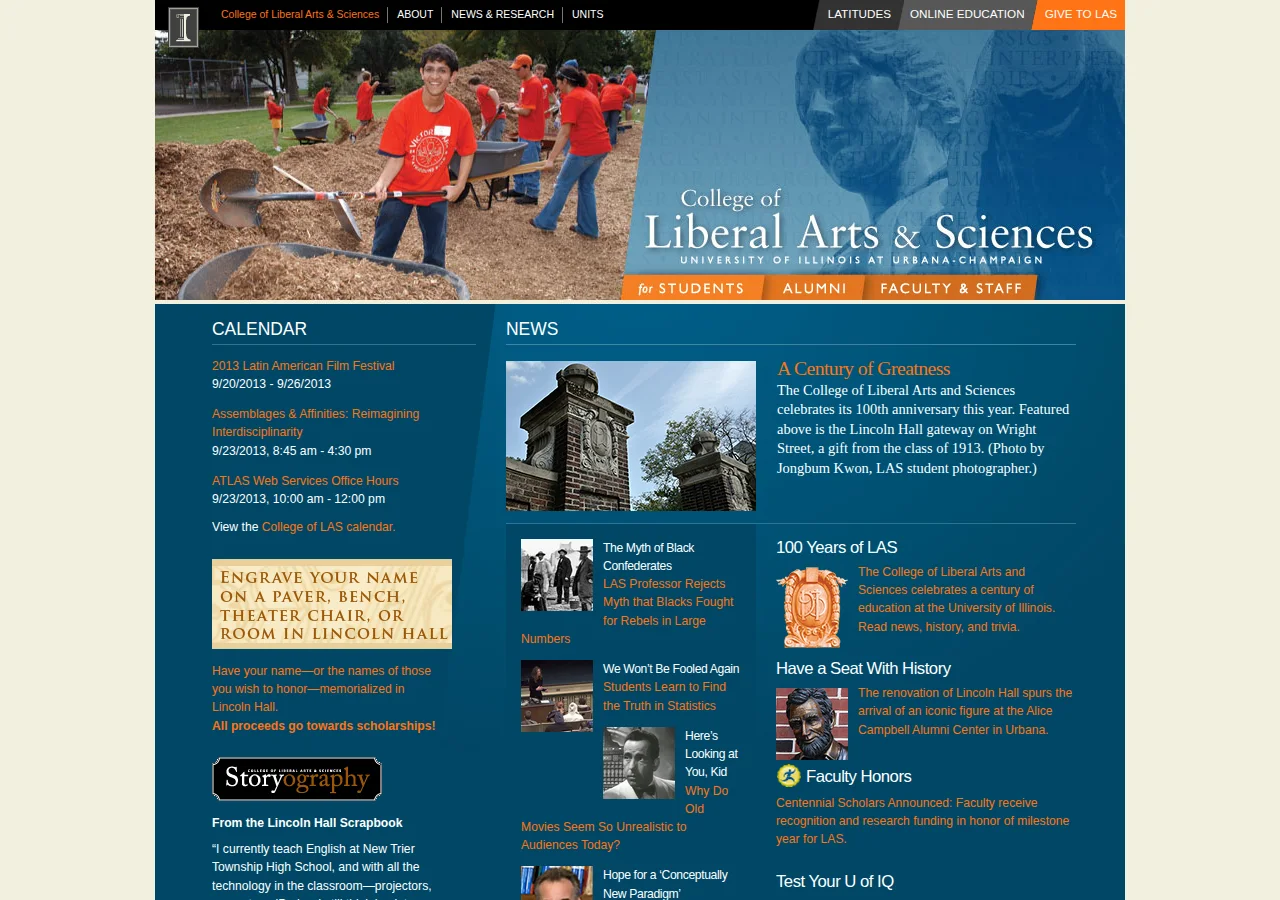 College of Liberal Arts & Sciences
ABOUT
NEWS & RESEARCH
UNITS
LATITUDES
ONLINE EDUCATION
GIVE TO LAS
College of
Liberal Arts & Sciences
UNIVERSITY OF ILLINOIS AT URBANA-CHAMPAIGN
for STUDENTS
ALUMNI
FACULTY & STAFF
CALENDAR
2013 Latin American Film Festival
9/20/2013 - 9/26/2013
Assemblages & Affinities: Reimagining
Interdisciplinarity
9/23/2013, 8:45 am - 4:30 pm
ATLAS Web Services Office Hours
9/23/2013, 10:00 am - 12:00 pm
View the College of LAS calendar.
ENGRAVE YOUR NAME
ON A PAVER, BENCH,
THEATER CHAIR, OR
ROOM IN LINCOLN HALL
Have your name—or the names of those
you wish to honor—memorialized in
Lincoln Hall.
All proceeds go towards scholarships!
COLLEGE OF LIBERAL ARTS & SCIENCES
Storyography
From the Lincoln Hall Scrapbook
“I currently teach English at New Trier
Township High School, and with all the
technology in the classroom—projectors,
NEWS
A Century of Greatness
The College of Liberal Arts and Sciences
celebrates its 100th anniversary this year. Featured
above is the Lincoln Hall gateway on Wright
Street, a gift from the class of 1913. (Photo by
Jongbum Kwon, LAS student photographer.)
The Myth of Black
Confederates
LAS Professor Rejects
Myth that Blacks Fought
for Rebels in Large
Numbers
We Won’t Be Fooled Again
Students Learn to Find
the Truth in Statistics
Here’s
Looking at
You, Kid
Why Do
Old
Movies Seem So Unrealistic to
Audiences Today?
Hope for a ‘Conceptually
New Paradigm’
100 Years of LAS
The College of Liberal Arts and
Sciences celebrates a century of
education at the University of Illinois.
Read news, history, and trivia.
Have a Seat With History
The renovation of Lincoln Hall spurs the
arrival of an iconic figure at the Alice
Campbell Alumni Center in Urbana.
Faculty Honors
Centennial Scholars Announced: Faculty receive
recognition and research funding in honor of milestone
year for LAS.
Test Your U of IQ